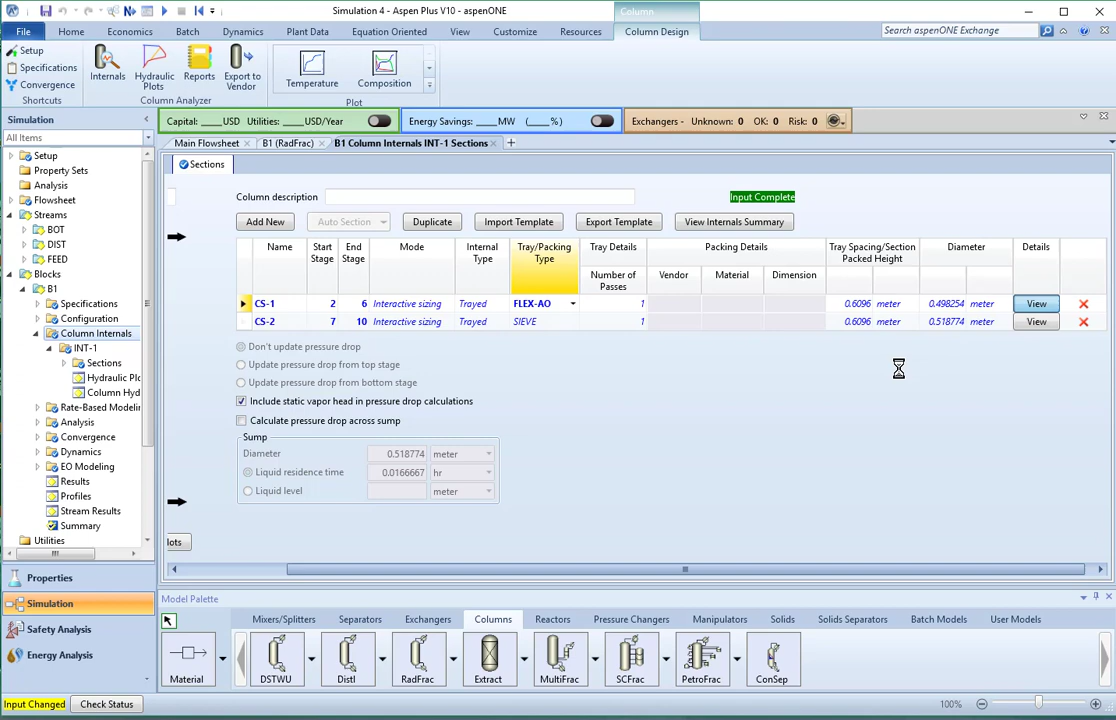 Simulation 4 - Aspen Plus V10 - aspenONE
Column
File
Home
Economics
Batch
Dynamics
Plant Data
Equation Oriented
View
Customize
Resources
Column Design
Search aspenONE Exchange
Setup
Specifications
Convergence
Shortcuts
Internals
Hydraulic Plots
Reports
Export to Vendor
Column Analyzer
Temperature
Composition
Plot
Simulation
Capital: ____USD Utilities: ____USD/Year
Energy Savings: ____MW (____%)
Exchangers - Unknown: 0 OK: 0 Risk: 0
All Items
Main Flowsheet
B1 (RadFrac)
B1 Column Internals INT-1 Sections
Setup
Property Sets
Analysis
Flowsheet
Streams
BOT
DIST
FEED
Blocks
B1
Specifications
Configuration
Column Internals
INT-1
Sections
Hydraulic Plo
Column Hyd
Rate-Based Modelin
Analysis
Convergence
Dynamics
EO Modeling
Results
Profiles
Stream Results
Summary
Utilities
Properties
Simulation
Safety Analysis
Energy Analysis
Sections
Column description
Input Complete
Add New
Auto Section
Duplicate
Import Template
Export Template
View Internals Summary
Name
Start Stage
End Stage
Mode
Internal Type
Tray/Packing Type
Tray Details
Number of Passes
Packing Details
Vendor
Material
Dimension
Tray Spacing/Section Packed Height
Diameter
Details
CS-1 2 6 Interactive sizing Trayed FLEX-AO 1 0.6096 meter 0.498254 meter View
CS-2 7 10 Interactive sizing Trayed SIEVE 1 0.6096 meter 0.518774 meter View
Don't update pressure drop
Update pressure drop from top stage
Update pressure drop from bottom stage
Include static vapor head in pressure drop calculations
Calculate pressure drop across sump
Sump
Diameter 0.518774 meter
Liquid residence time 0.0166667 hr
Liquid level meter
lots
Model Palette
Mixers/Splitters
Separators
Exchangers
Columns
Reactors
Pressure Changers
Manipulators
Solids
Solids Separators
Batch Models
User Models
Material
DSTWU
Distl
RadFrac
Extract
MultiFrac
SCFrac
PetroFrac
ConSep
Input Changed
Check Status
100%